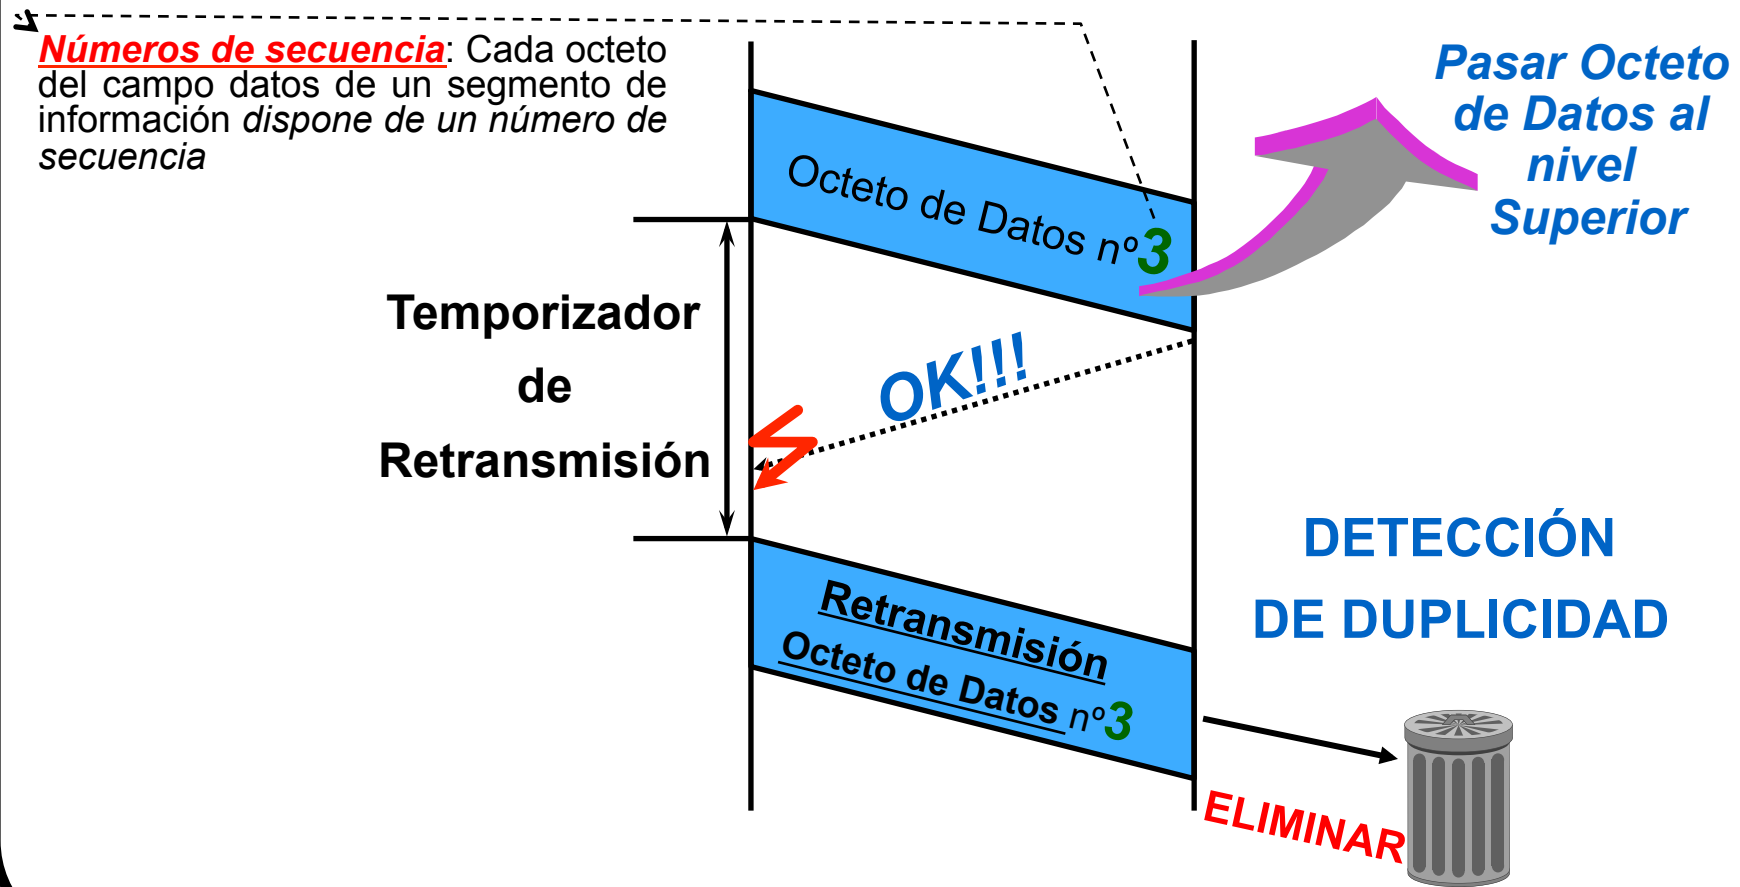 Números de secuencia: Cada octeto
del campo datos de un segmento de
información dispone de un número de
secuencia
Pasar Octeto
de Datos al
nivel
Superior
Octeto de Datos nº3
Temporizador
de
Retransmisión
OK!!!
DETECCIÓN
DE DUPLICIDAD
Retransmisión
Octeto de Datos nº3
ELIMINAR